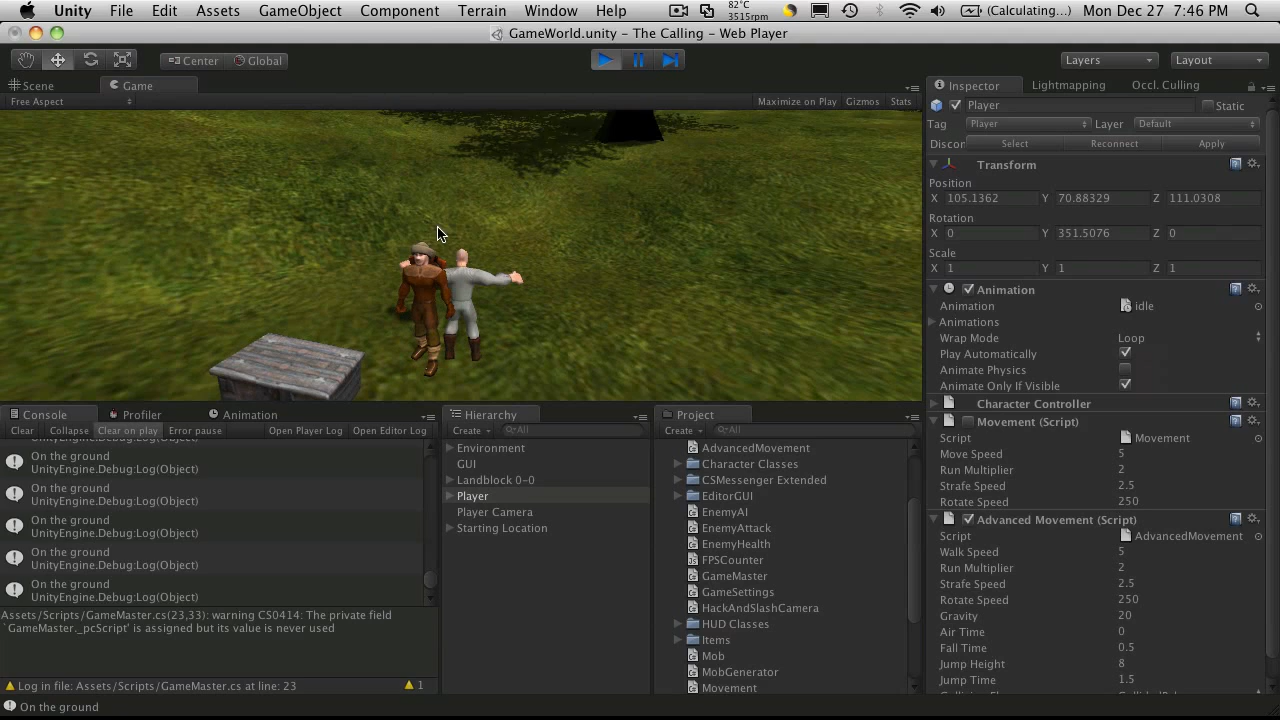 Unity File Edit Assets GameObject Component Terrain Window Help 82°C 3515rpm (Calculating...) Mon Dec 27 7:46 PM
GameWorld.unity – The Calling – Web Player
Center Global Layers Layout
Scene Game
Free Aspect Maximize on Play Gizmos Stats
Inspector Lightmapping Occl. Culling
Player Static
Tag Player Layer Default
Discon Select Reconnect Apply
Transform
Position
X 105.1362 Y 70.88329 Z 111.0308
Rotation
X 0 Y 351.5076 Z 0
Scale
X 1 Y 1 Z 1
Animation
Animation idle
Animations
Wrap Mode Loop
Play Automatically
Animate Physics
Animate Only If Visible
Character Controller
Movement (Script)
Script Movement
Move Speed 5
Run Multiplier 2
Strafe Speed 2.5
Rotate Speed 250
Advanced Movement (Script)
Script AdvancedMovement
Walk Speed 5
Run Multiplier 2
Strafe Speed 2.5
Rotate Speed 250
Gravity 20
Air Time 0
Fall Time 0.5
Jump Height 8
Jump Time 1.5
Console Profiler Animation
Clear Collapse Clear on play Error pause Open Player Log Open Editor Log
UnityEngine.Debug:Log(Object)
On the ground
UnityEngine.Debug:Log(Object)
On the ground
UnityEngine.Debug:Log(Object)
On the ground
UnityEngine.Debug:Log(Object)
On the ground
UnityEngine.Debug:Log(Object)
On the ground
UnityEngine.Debug:Log(Object)
Assets/Scripts/GameMaster.cs(23,33): warning CS0414: The private field
`GameMaster._pcScript' is assigned but its value is never used
Log in file: Assets/Scripts/GameMaster.cs at line: 23 1
On the ground
Hierarchy
Create All
Environment
GUI
Landblock 0-0
Player
Player Camera
Starting Location
Project
Create All
AdvancedMovement
Character Classes
CSMessenger Extended
EditorGUI
EnemyAI
EnemyAttack
EnemyHealth
FPSCounter
GameMaster
GameSettings
HackAndSlashCamera
HUD Classes
Items
Mob
MobGenerator
Movement